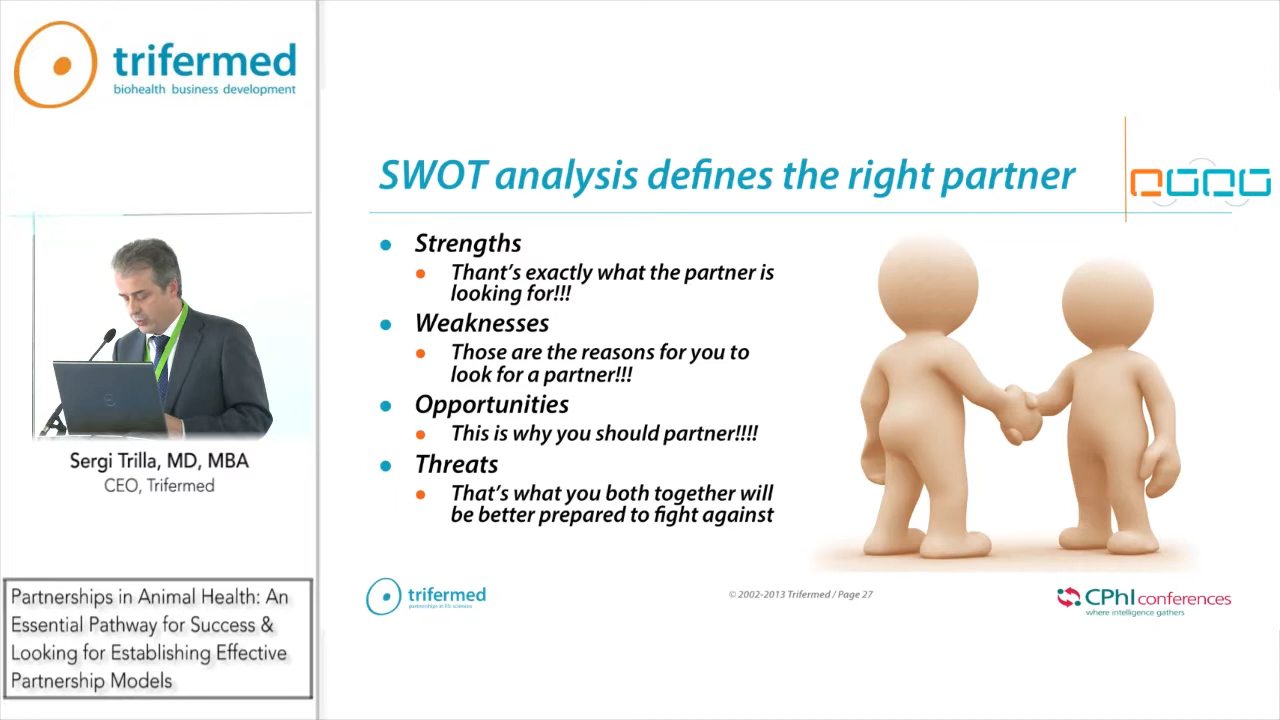 trifermed
biohealth business development
Sergi Trilla, MD, MBA
CEO, Trifermed
Partnerships in Animal Health: An
Essential Pathway for Success &
Looking for Establishing Effective
Partnership Models
SWOT analysis defines the right partner
Strengths
Thant's exactly what the partner is
looking for!!!
Weaknesses
Those are the reasons for you to
look for a partner!!!
Opportunities
This is why you should partner!!!!
Threats
That's what you both together will
be better prepared to fight against
trifermed
partnerships in life sciences
© 2002-2013 Trifermed / Page 27
CPhI conferences
where intelligence gathers